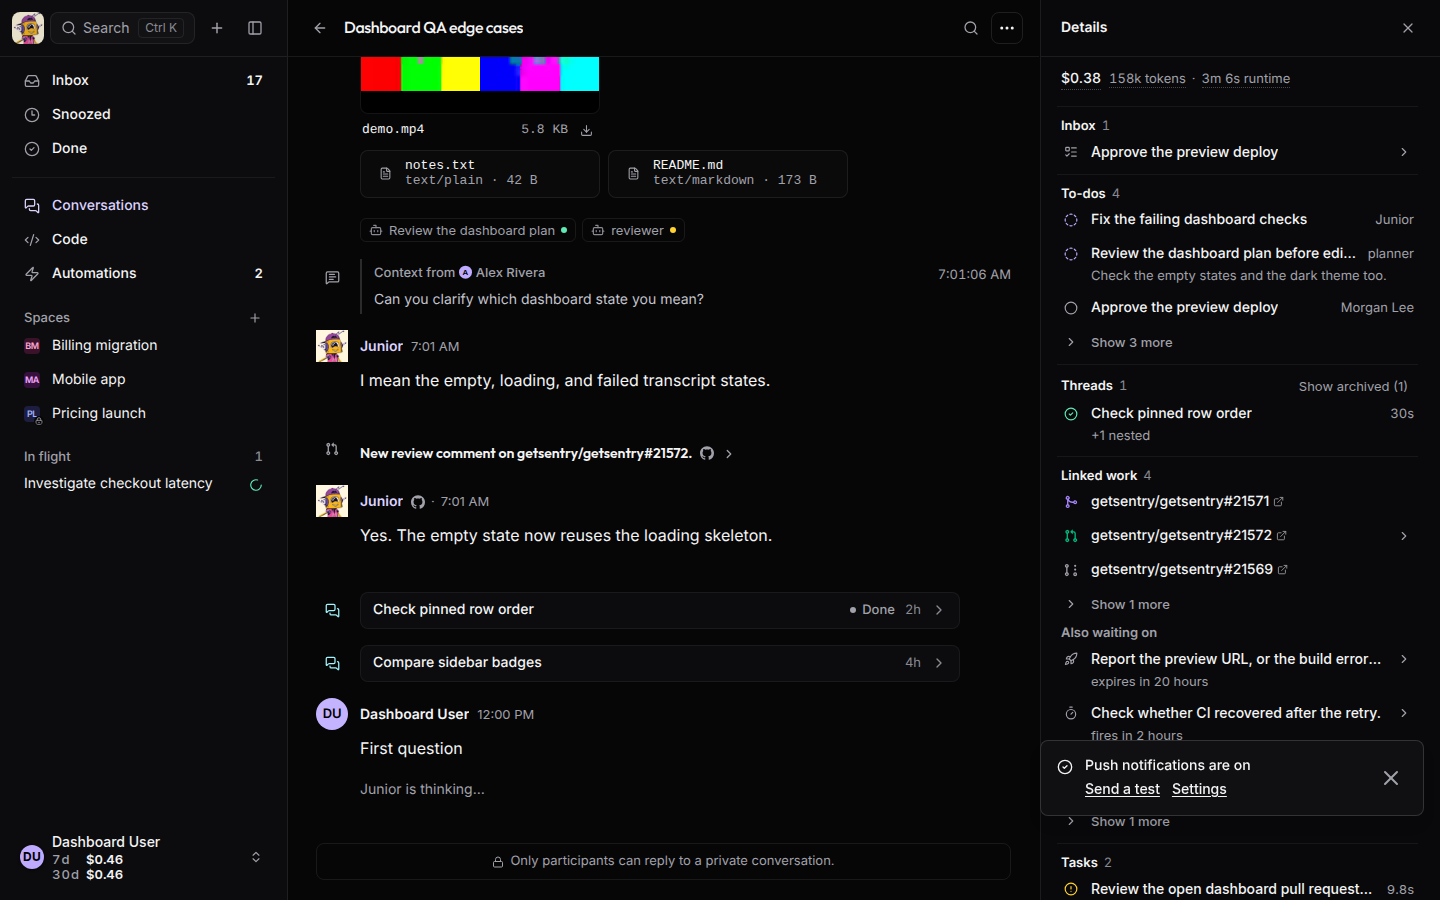 Search
Ctrl K
Inbox
17
Snoozed
Done
Conversations
Code
Automations
2
Spaces
BM
Billing migration
MA
Mobile app
PL
Pricing launch
In flight
1
Investigate checkout latency
DU
Dashboard User
7d $0.46
30d $0.46
Dashboard QA edge cases
demo.mp4
5.8 KB
notes.txt
text/plain · 42 B
README.md
text/markdown · 173 B
Review the dashboard plan
reviewer
Context from A Alex Rivera
7:01:06 AM
Can you clarify which dashboard state you mean?
Junior 7:01 AM
I mean the empty, loading, and failed transcript states.
New review comment on getsentry/getsentry#21572.
Junior · 7:01 AM
Yes. The empty state now reuses the loading skeleton.
Check pinned row order
Done 2h
Compare sidebar badges
4h
DU
Dashboard User 12:00 PM
First question
Junior is thinking...
Only participants can reply to a private conversation.
Details
$0.38 158k tokens · 3m 6s runtime
Inbox 1
Approve the preview deploy
To-dos 4
Fix the failing dashboard checks
Junior
Review the dashboard plan before edi...
planner
Check the empty states and the dark theme too.
Approve the preview deploy
Morgan Lee
Show 3 more
Threads 1
Show archived (1)
Check pinned row order
30s
+1 nested
Linked work 4
getsentry/getsentry#21571
getsentry/getsentry#21572
getsentry/getsentry#21569
Show 1 more
Also waiting on
Report the preview URL, or the build error...
expires in 20 hours
Check whether CI recovered after the retry.
fires in 2 hours
Push notifications are on
Send a test Settings
Show 1 more
Tasks 2
Review the open dashboard pull request...
9.8s